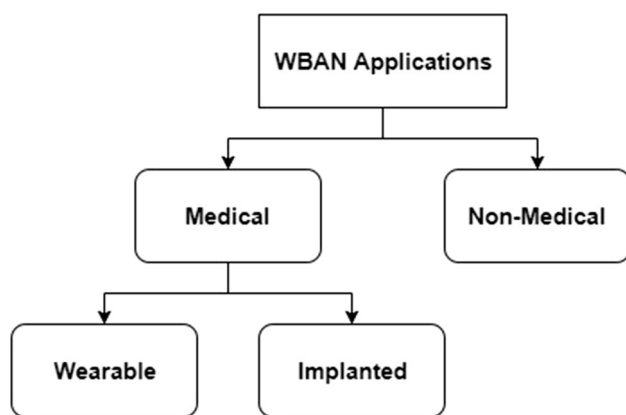 WBAN Applications
Medical
Non-Medical
Wearable
Implanted